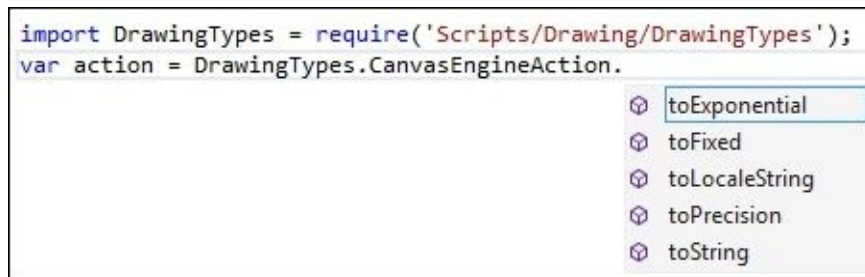 import DrawingTypes = require('Scripts/Drawing/DrawingTypes');
var action = DrawingTypes.CanvasEngineAction.
toExponential
toFixed
toLocaleString
toPrecision
toString